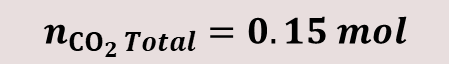 n_{CO_2 Total} = 0.15 mol